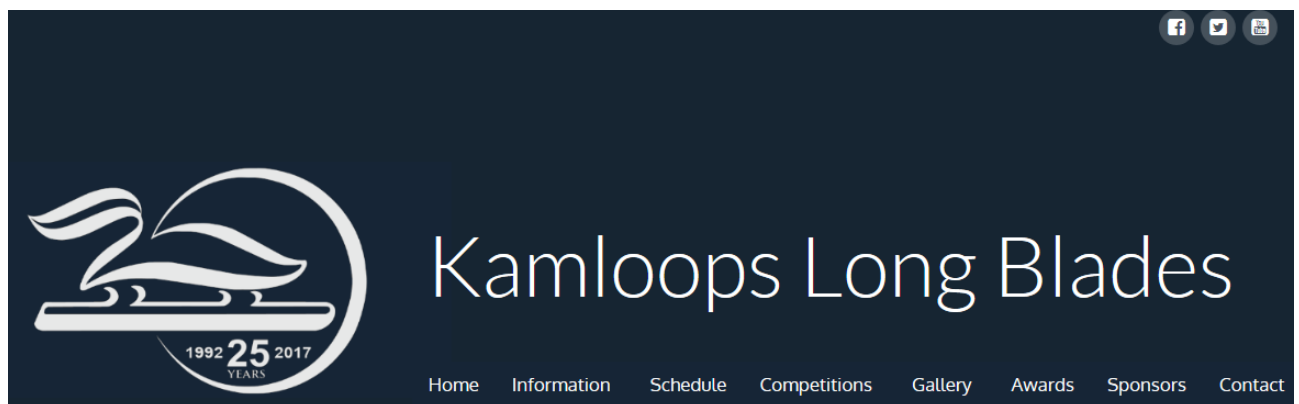 Kamloops Long Blades
1992 25 2017
YEARS
Home Information Schedule Competitions Gallery Awards Sponsors Contact